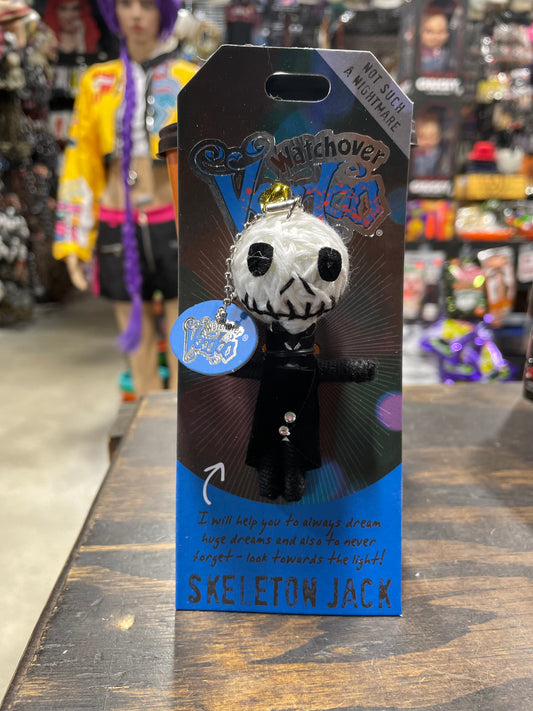 NOT SUCH
A NIGHTMARE
Watchover
Voodoo
®
Voodoo
I will help you to always dream
huge dreams and also to never
forget - look towards the light!
SKELETON JACK